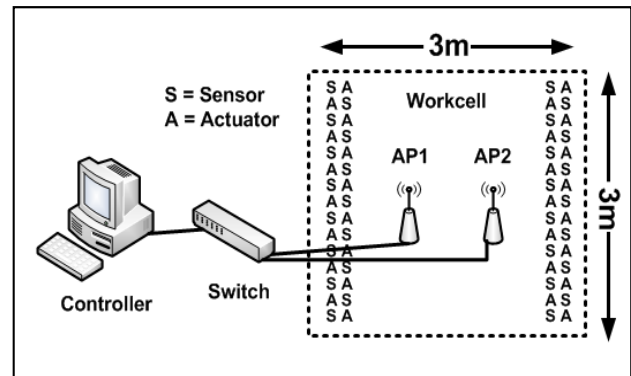 3m
S = Sensor
A = Actuator
S A
A S
S A
A S
S A
A S
S A
A S
S A
A S
S A
A S
S A
A S
S A
Workcell
AP1
AP2
S A
A S
S A
A S
S A
A S
S A
A S
S A
A S
S A
A S
S A
A S
S A
3m
Controller
Switch